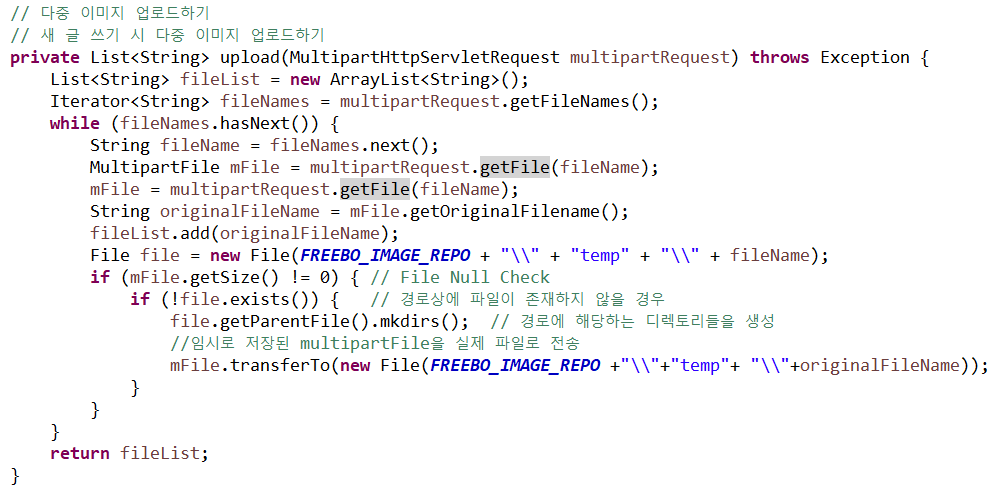 // 다중 이미지 업로드하기
// 새 글 쓰기 시 다중 이미지 업로드하기
private List<String> upload(MultipartHttpServletRequest multipartRequest) throws Exception {
    List<String> fileList = new ArrayList<String>();
    Iterator<String> fileNames = multipartRequest.getFileNames();
    while (fileNames.hasNext()) {
        String fileName = fileNames.next();
        MultipartFile mFile = multipartRequest.getFile(fileName);
        mFile = multipartRequest.getFile(fileName);
        String originalFileName = mFile.getOriginalFilename();
        fileList.add(originalFileName);
        File file = new File(FREEBO_IMAGE_REPO + "\\" + "temp" + "\\" + fileName);
        if (mFile.getSize() != 0) { // File Null Check
            if (!file.exists()) {   // 경로상에 파일이 존재하지 않을 경우
                file.getParentFile().mkdirs();  // 경로에 해당하는 디렉토리들을 생성
                //임시로 저장된 multipartFile을 실제 파일로 전송
                mFile.transferTo(new File(FREEBO_IMAGE_REPO +"\\"+"temp"+ "\\"+originalFileName));
            }
        }
    }
    return fileList;
}